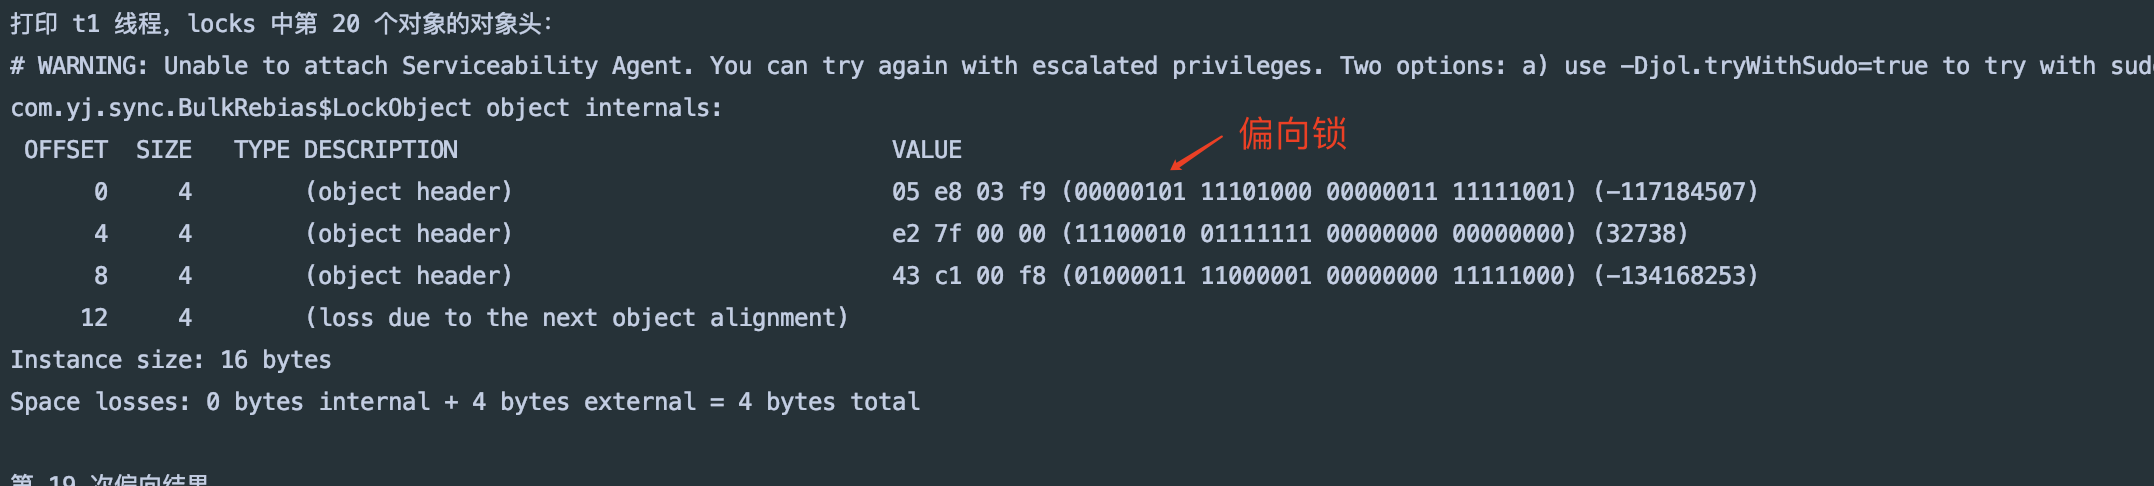 打印 t1 线程，locks 中第 20 个对象的对象头：
# WARNING: Unable to attach Serviceability Agent. You can try again with escalated privileges. Two options: a) use -Djol.tryWithSudo=true to try with sudo
com.yj.sync.BulkRebias$LockObject object internals:
偏向锁
OFFSET SIZE TYPE DESCRIPTION VALUE
0 4 (object header) 05 e8 03 f9 (00000101 11101000 00000011 11111001) (-117184507)
4 4 (object header) e2 7f 00 00 (11100010 01111111 00000000 00000000) (32738)
8 4 (object header) 43 c1 00 f8 (01000011 11000001 00000000 11111000) (-134168253)
12 4 (loss due to the next object alignment)
Instance size: 16 bytes
Space losses: 0 bytes internal + 4 bytes external = 4 bytes total
第 19 次偏向结果